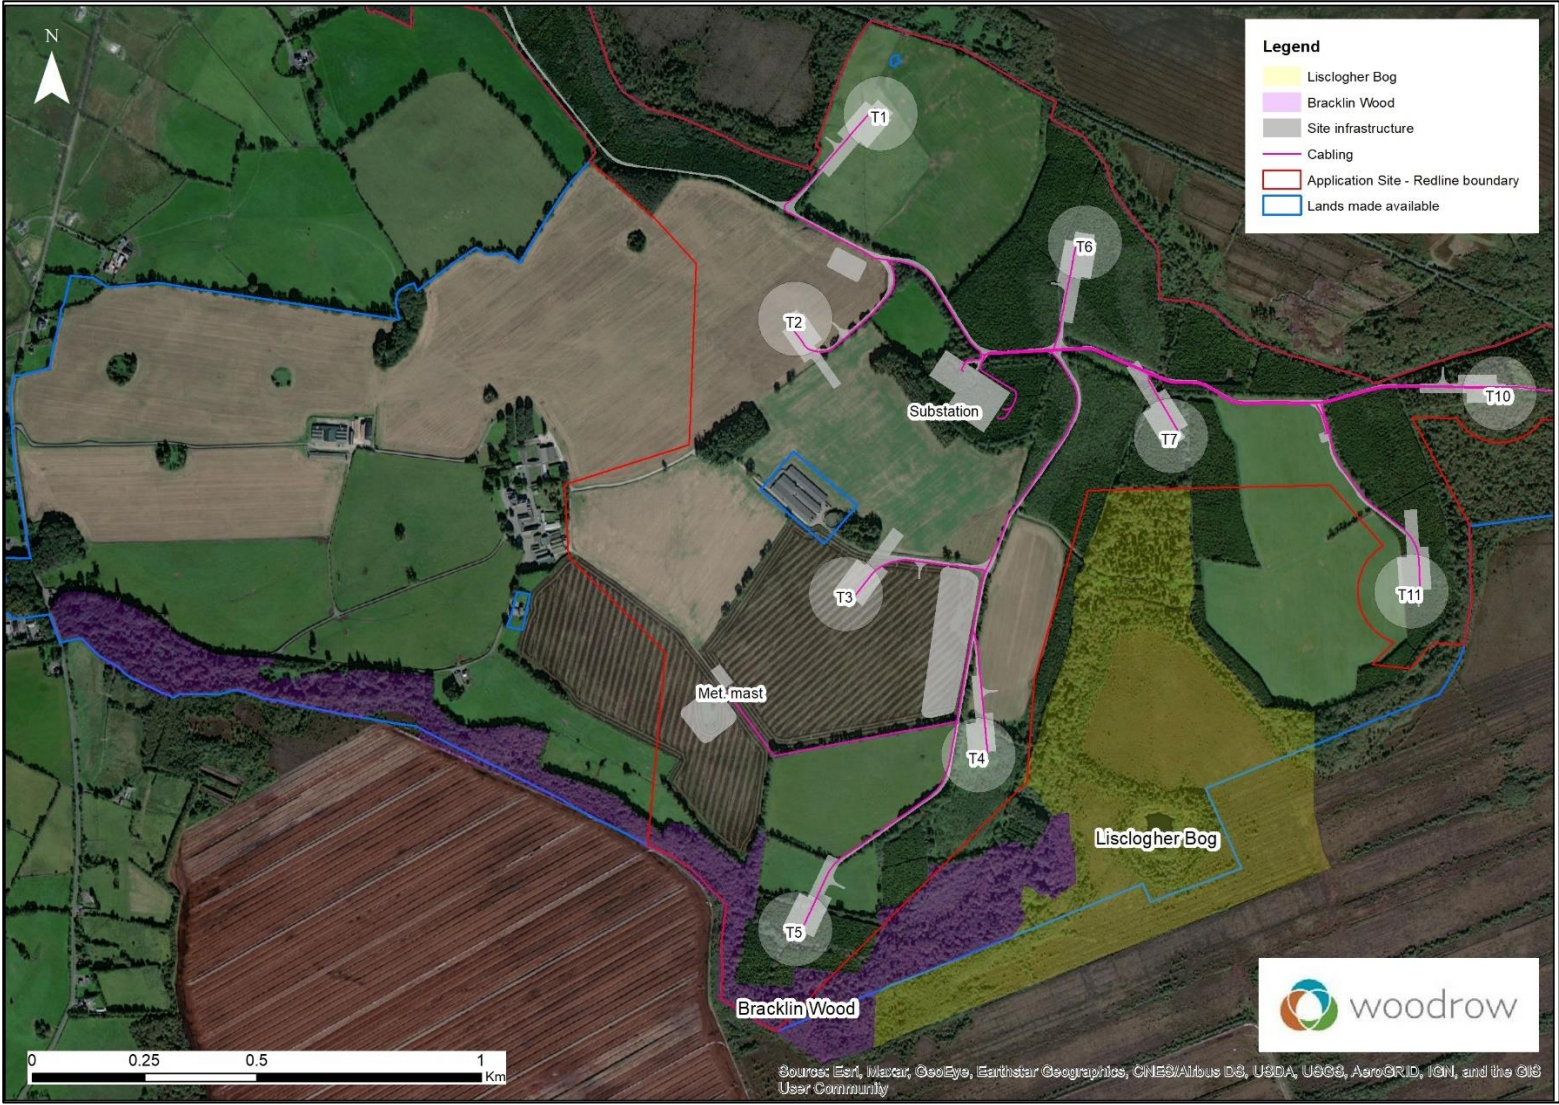 N
Legend
Lisclogher Bog
Bracklin Wood
Site infrastructure
Cabling
Application Site - Redline boundary
Lands made available
T1
T6
T2
T10
Substation
T7
T3
T11
Met. mast
T4
Lisclogher Bog
T5
Bracklin Wood
woodrow
0 0.25 0.5 1
Km
Source: Esri, Maxar, GeoEye, Earthstar Geographics, CNES/Airbus DS, USDA, USGS, AeroGRID, IGN, and the GIS
User Community